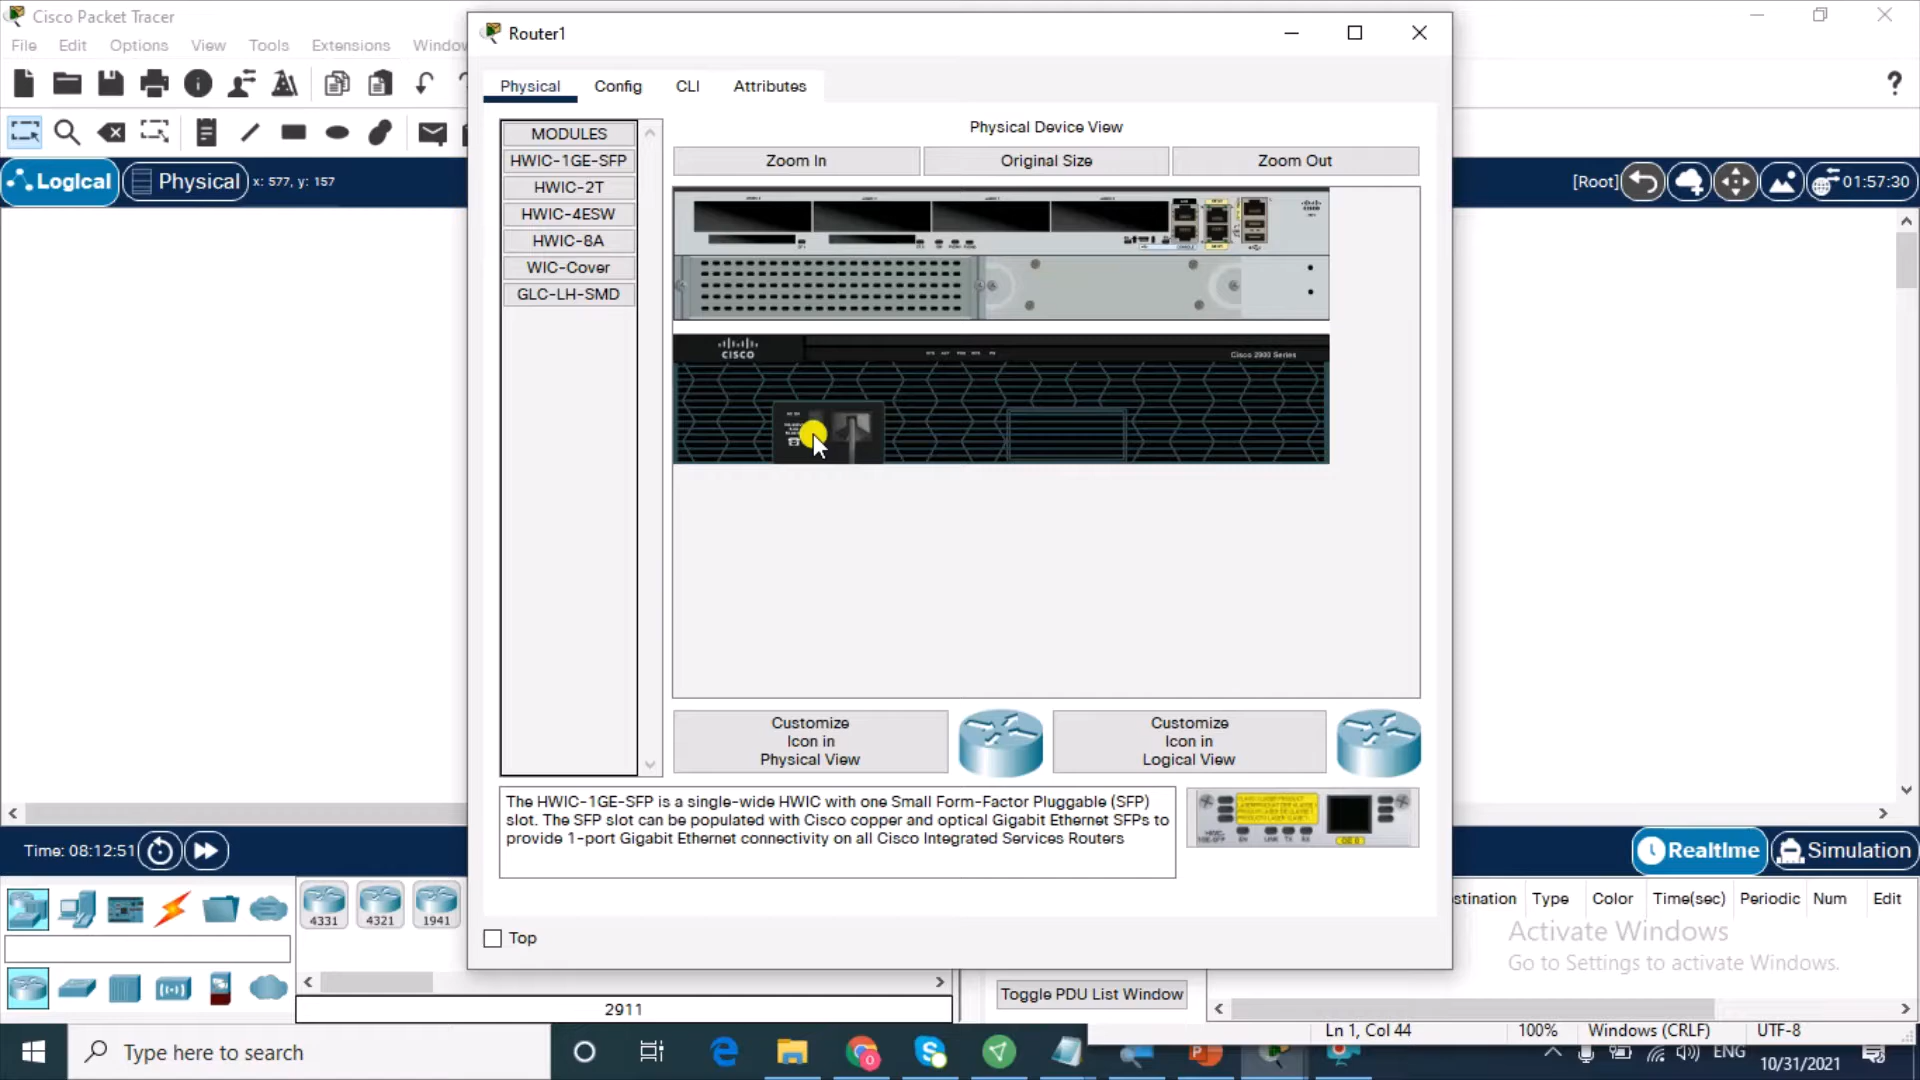 Cisco Packet Tracer
File Edit Options View Tools Extensions Window
Router1
Physical Config CLI Attributes
MODULES
HWIC-1GE-SFP
HWIC-2T
HWIC-4ESW
HWIC-8A
WIC-Cover
GLC-LH-SMD
Physical Device View
Zoom In Original Size Zoom Out
Logical Physical x: 577, y: 157
[Root] 01:57:30
CISCO
Cisco 2900 Series
Customize
Icon in
Physical View
Customize
Icon in
Logical View
The HWIC-1GE-SFP is a single-wide HWIC with one Small Form-Factor Pluggable (SFP)
slot. The SFP slot can be populated with Cisco copper and optical Gigabit Ethernet SFPs to
provide 1-port Gigabit Ethernet connectivity on all Cisco Integrated Services Routers
Top
Time: 08:12:51
Realtime Simulation
4331 4321 1941
2911
stination Type Color Time(sec) Periodic Num Edit
Activate Windows
Go to Settings to activate Windows.
Toggle PDU List Window
Ln 1, Col 44 100% Windows (CRLF) UTF-8
Type here to search
ENG
10/31/2021